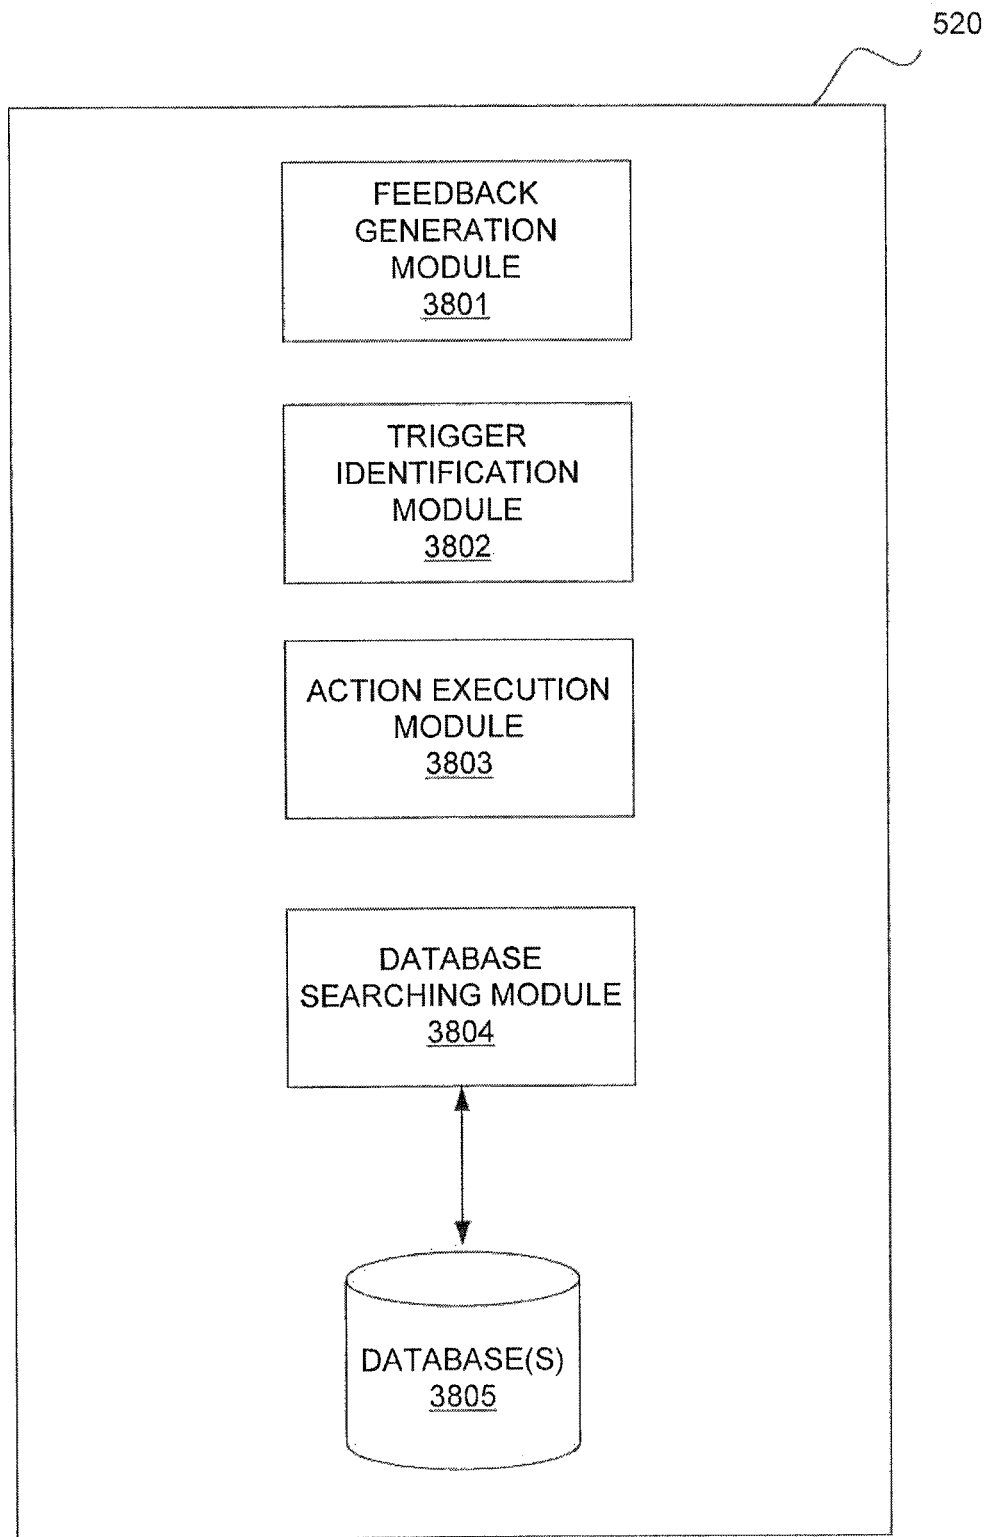 520
FEEDBACK
GENERATION
MODULE
3801
TRIGGER
IDENTIFICATION
MODULE
3802
ACTION EXECUTION
MODULE
3803
DATABASE
SEARCHING MODULE
3804
DATABASE(S)
3805